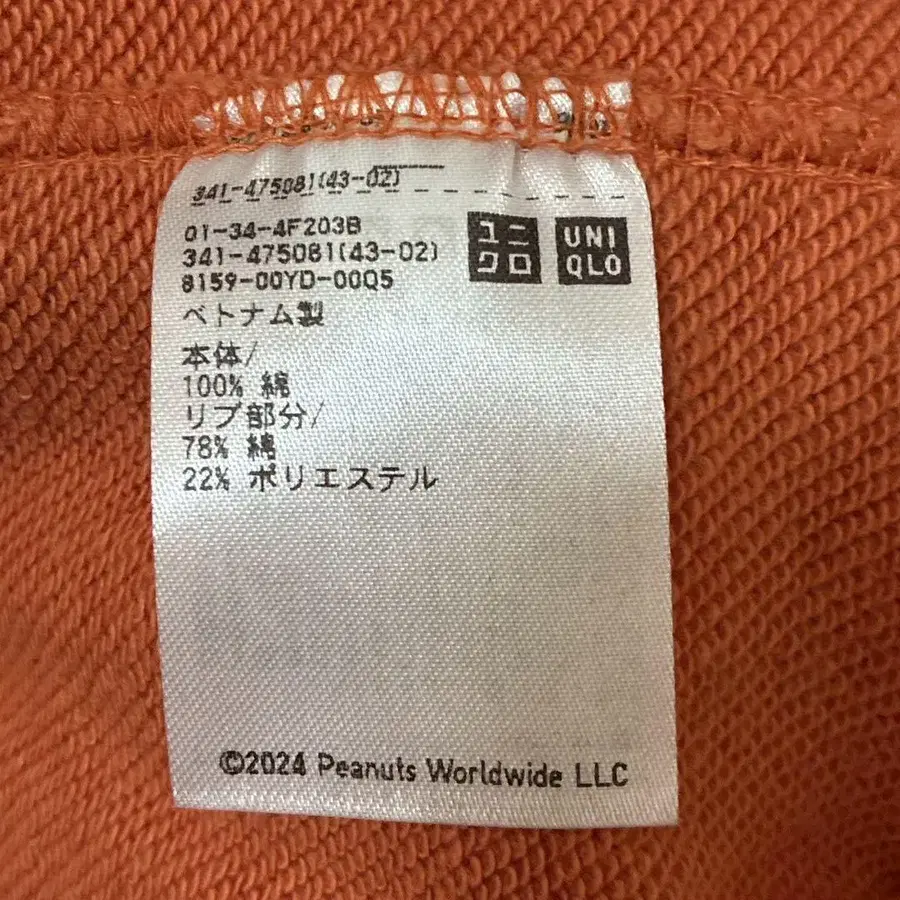 341-475081(43-02)
01-34-4F203B
341-475081(43-02)
8159-00YD-00Q5
ユニクロ
UNIQLO
ベトナム製
本体/
100% 綿
リブ部分/
78% 綿
22% ポリエステル
©2024 Peanuts Worldwide LLC